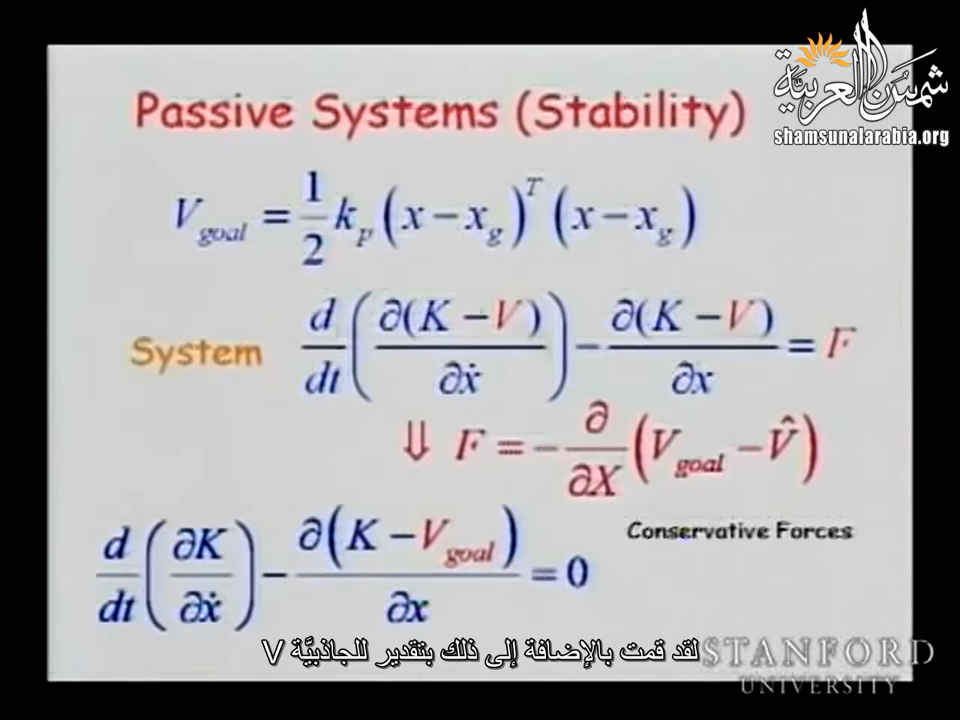 شمس العربية
shamsunalarabia.org
Passive Systems (Stability)
V_goal = 1/2 k_p (x − x_g)^T (x − x_g)
System d/dt (∂(K − V)/∂ẋ) − ∂(K − V)/∂x = F
⇓ F = − ∂/∂X (V_goal − V̂)
d/dt (∂K/∂ẋ) − ∂(K − V_goal)/∂x = 0
Conservative Forces
لقد قمت بالإضافة إلى ذلك بتقدير للجاذبيَّة V
STANFORD
UNIVERSITY